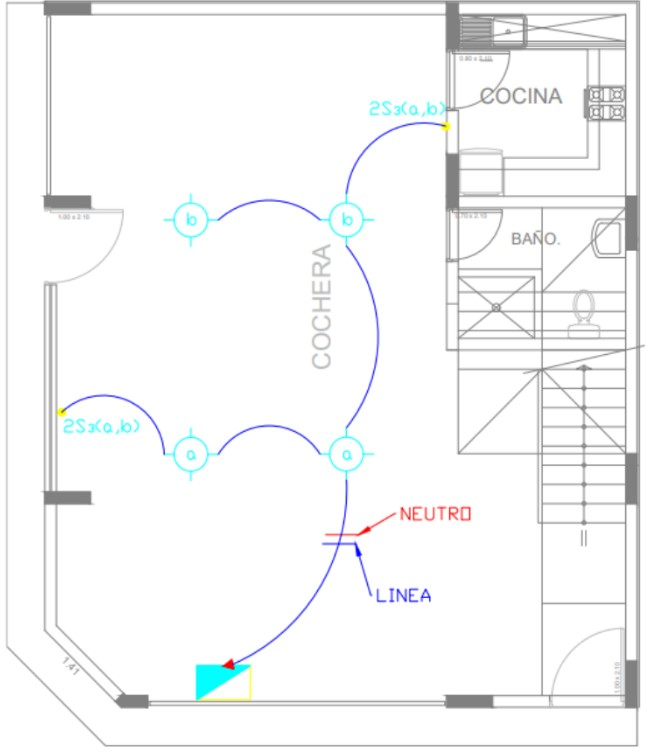 0.80 x 2.10
COCINA
2S₃(a,b)
1.00 x 2.10
b
b
0.70 x 2.10
BAÑO.
COCHERA
2S₃(a,b)
a
a
NEUTRO
LINEA
1.41
1.00 x 2.10